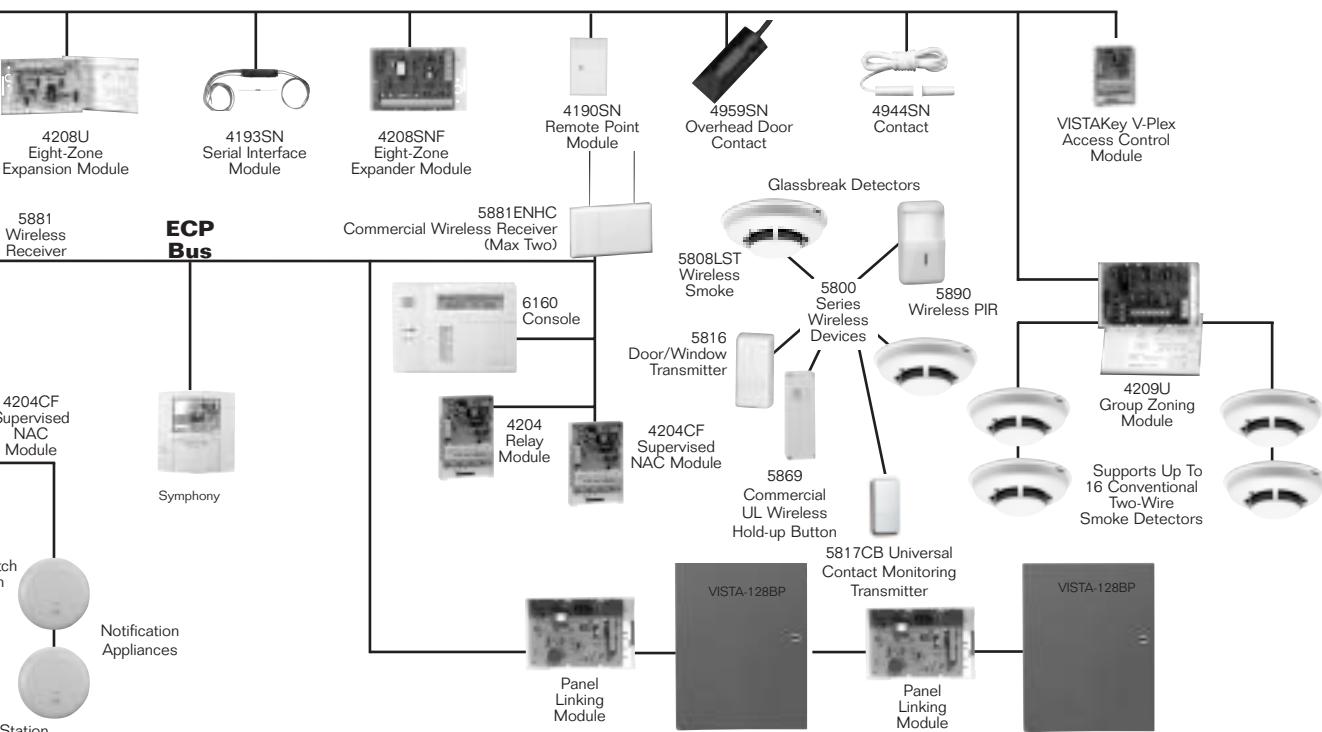 4208U
Eight-Zone
Expansion Module
4193SN
Serial Interface
Module
4208SNF
Eight-Zone
Expander Module
4190SN
Remote Point
Module
4959SN
Overhead Door
Contact
4944SN
Contact
VISTAKey V-Plex
Access Control
Module
5881
Wireless
Receiver
ECP
Bus
5881ENHC
Commercial Wireless Receiver
(Max Two)
Glassbreak Detectors
5808LST
Wireless
Smoke
5800
Series
Wireless
Devices
5890
Wireless PIR
6160
Console
5816
Door/Window
Transmitter
4209U
Group Zoning
Module
4204CF
Supervised
NAC
Module
Symphony
4204
Relay
Module
4204CF
Supervised
NAC Module
5869
Commercial
UL Wireless
Hold-up Button
Supports Up To
16 Conventional
Two-Wire
Smoke Detectors
5817CB Universal
Contact Monitoring
Transmitter
VISTA-128BP
VISTA-128BP
Notification
Appliances
Panel
Linking
Module
Panel
Linking
Module
Station